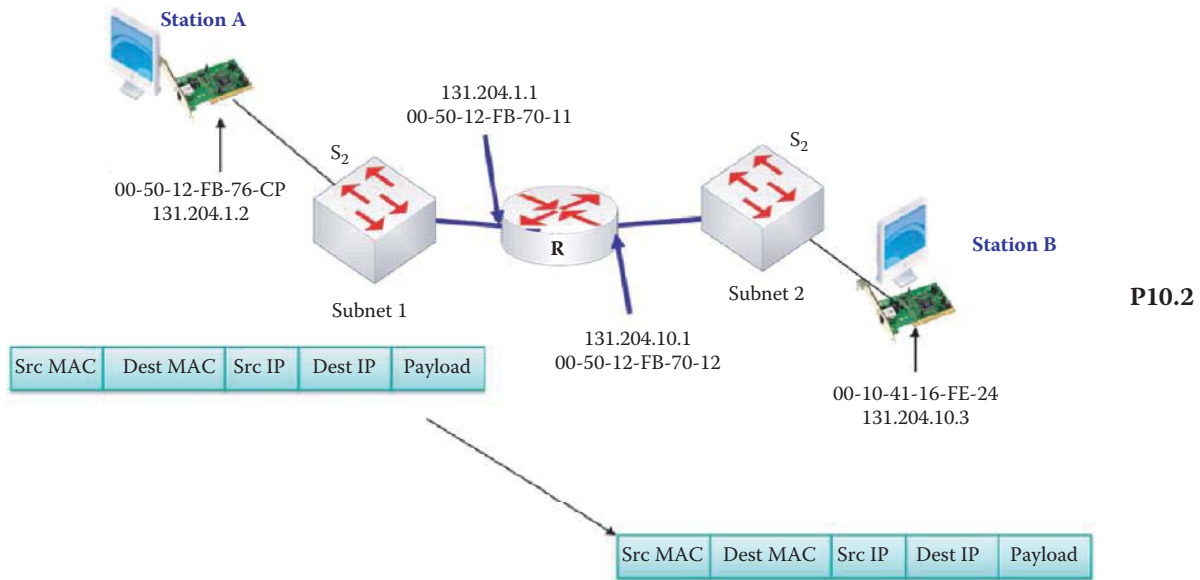 Station A
131.204.1.1
00-50-12-FB-70-11
S2
S2
00-50-12-FB-76-CP
131.204.1.2
R
Station B
Subnet 1
Subnet 2
P10.2
131.204.10.1
00-50-12-FB-70-12
Src MAC Dest MAC Src IP Dest IP Payload
00-10-41-16-FE-24
131.204.10.3
Src MAC Dest MAC Src IP Dest IP Payload